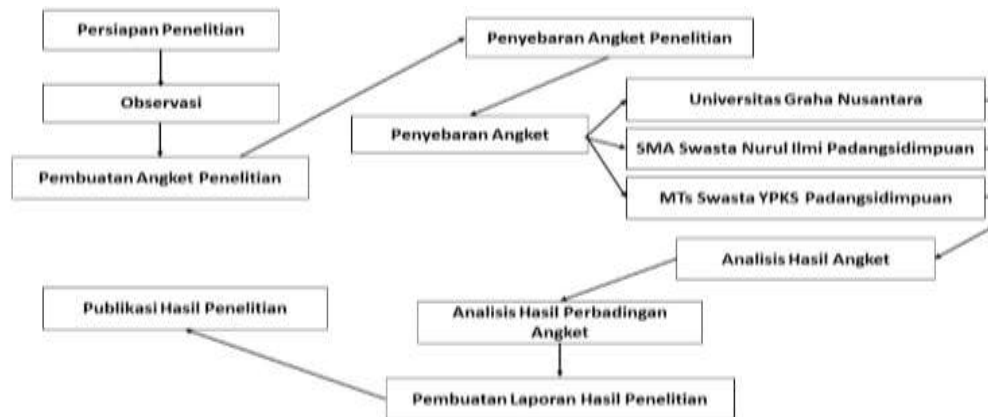 Persiapan Penelitian
Observasi
Pembuatan Angket Penelitian
Penyebaran Angket Penelitian
Penyebaran Angket
Universitas Graha Nusantara
SMA Swasta Nurul Ilmi Padangsidimpuan
MTs Swasta YPKS Padangsidimpuan
Analisis Hasil Angket
Analisis Hasil Perbadingan
Angket
Pembuatan Laporan Hasil Penelitian
Publikasi Hasil Penelitian